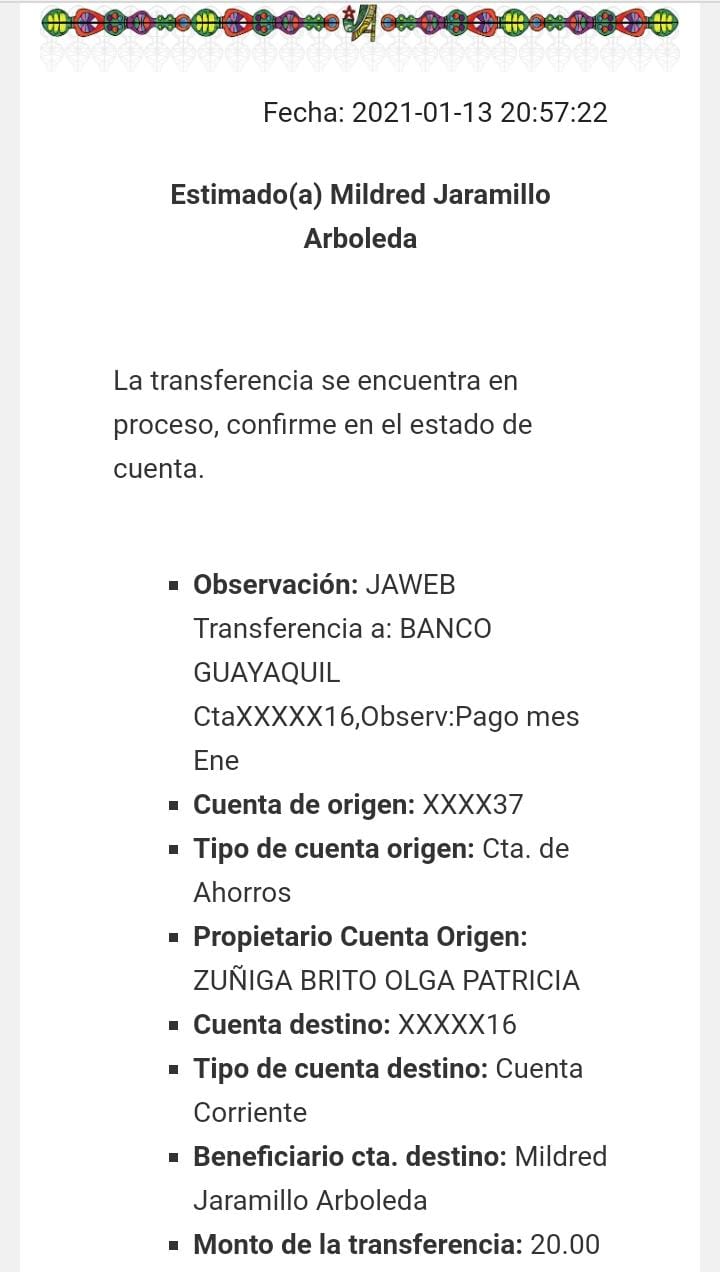 Fecha: 2021-01-13 20:57:22
Estimado(a) Mildred Jaramillo
Arboleda
La transferencia se encuentra en
proceso, confirme en el estado de
cuenta.
▪ Observación: JAWEB
Transferencia a: BANCO
GUAYAQUIL
CtaXXXXX16,Observ:Pago mes
Ene
▪ Cuenta de origen: XXXX37
▪ Tipo de cuenta origen: Cta. de
Ahorros
▪ Propietario Cuenta Origen:
ZUÑIGA BRITO OLGA PATRICIA
▪ Cuenta destino: XXXXX16
▪ Tipo de cuenta destino: Cuenta
Corriente
▪ Beneficiario cta. destino: Mildred
Jaramillo Arboleda
▪ Monto de la transferencia: 20.00